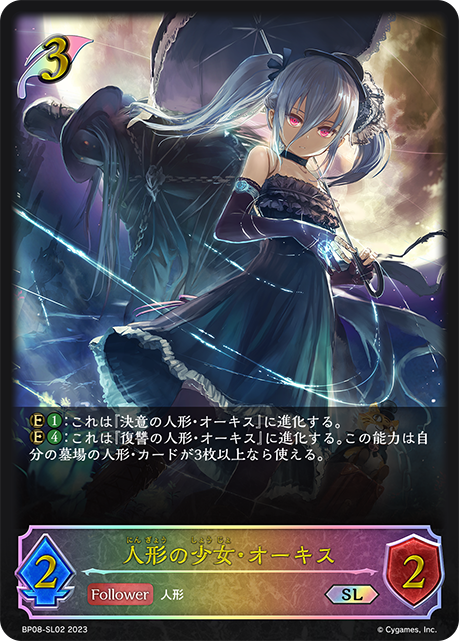 3
E 1：これは『決意の人形・オーキス』に進化する。
E 4：これは『復讐の人形・オーキス』に進化する。この能力は自
分の墓場の人形・カードが3枚以上なら使える。
にんぎょう しょうじょ
人形の少女・オーキス
2
Follower 人形
SL
2
BP08-SL02 2023
© Cygames, Inc.